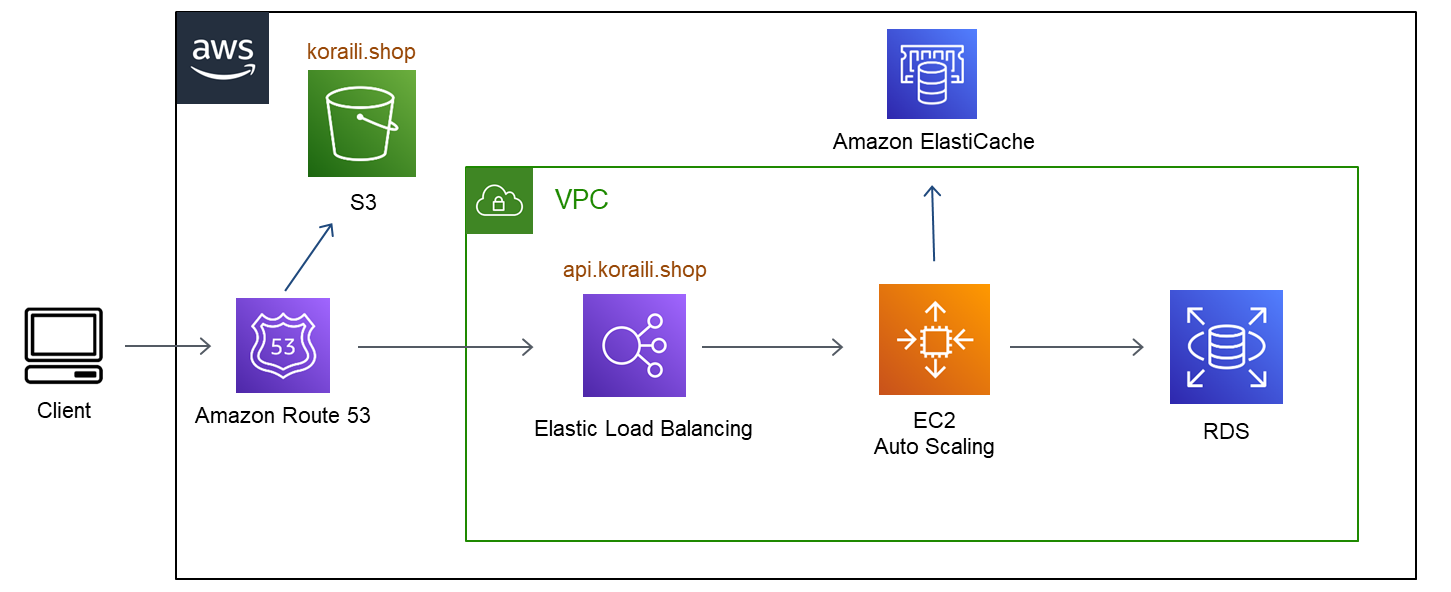 aws
koraili.shop
S3
Amazon ElastiCache
VPC
api.koraili.shop
53
Client
Amazon Route 53
Elastic Load Balancing
EC2
Auto Scaling
RDS